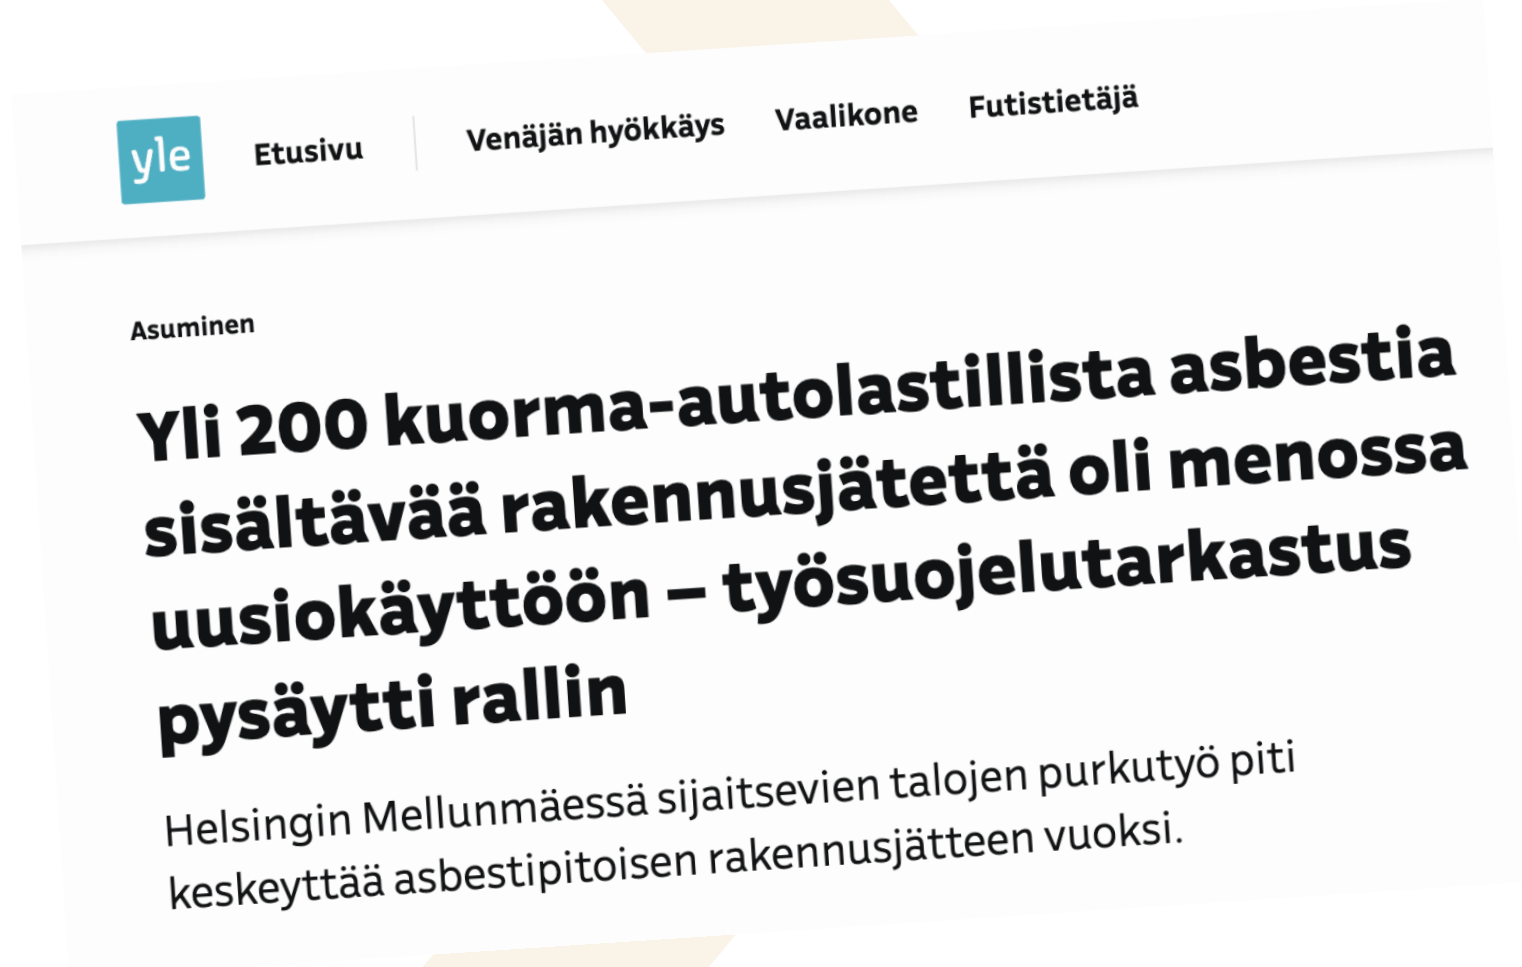 yle
Etusivu
Venäjän hyökkäys
Vaalikone
Futistietäjä
Asuminen
Yli 200 kuorma-autolastillista asbestia
sisältävää rakennusjätettä oli menossa
uusiokäyttöön – työsuojelutarkastus
pysäytti rallin
Helsingin Mellunmäessä sijaitsevien talojen purkutyö piti
keskeyttää asbestipitoisen rakennusjätteen vuoksi.